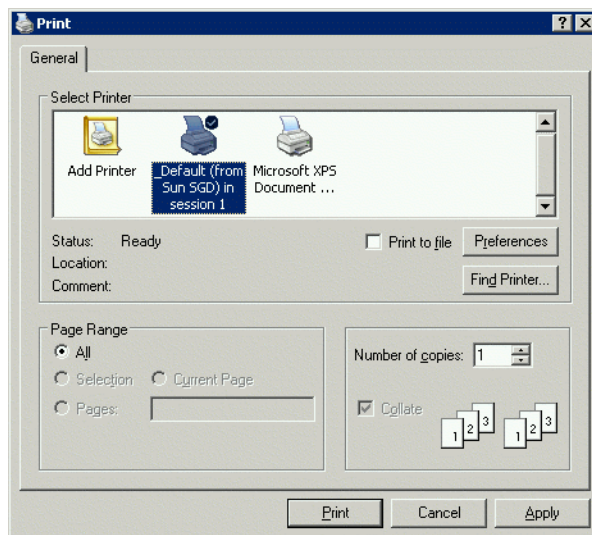 Print
General
Select Printer
Add Printer
_Default (from Sun SGD) in session 1
Microsoft XPS Document ...
Status: Ready
Print to file
Preferences
Location:
Comment:
Find Printer...
Page Range
All
Selection
Current Page
Pages:
Number of copies: 1
Collate
1 2 3 1 2 3
Print
Cancel
Apply